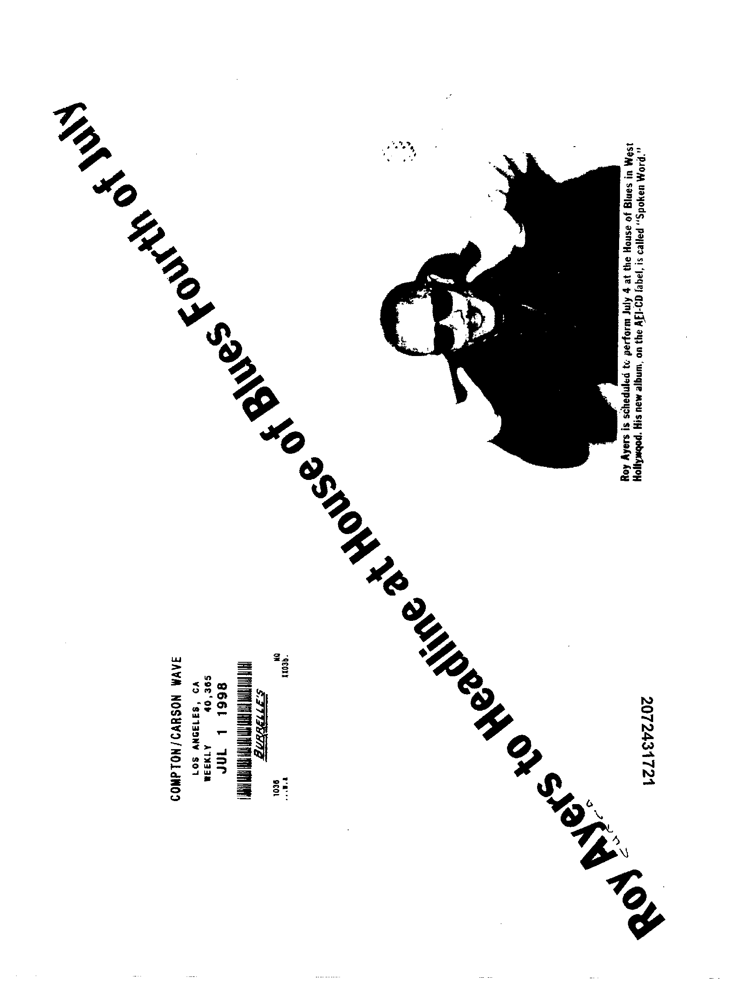 Roy Ayers to Headline at House of Blues Fourth of July
Roy Ayers is scheduled to perform July 4 at the House of Blues in West
Hollywood. His new album, on the AFI-CD label, is called "Spoken Word."
COMPTON/CARSON WAVE
LOS ANGELES, CA
WEEKLY 40,365
JUL 1 1998
BURRELLE'S
1036
NO
...W.A
2072431721